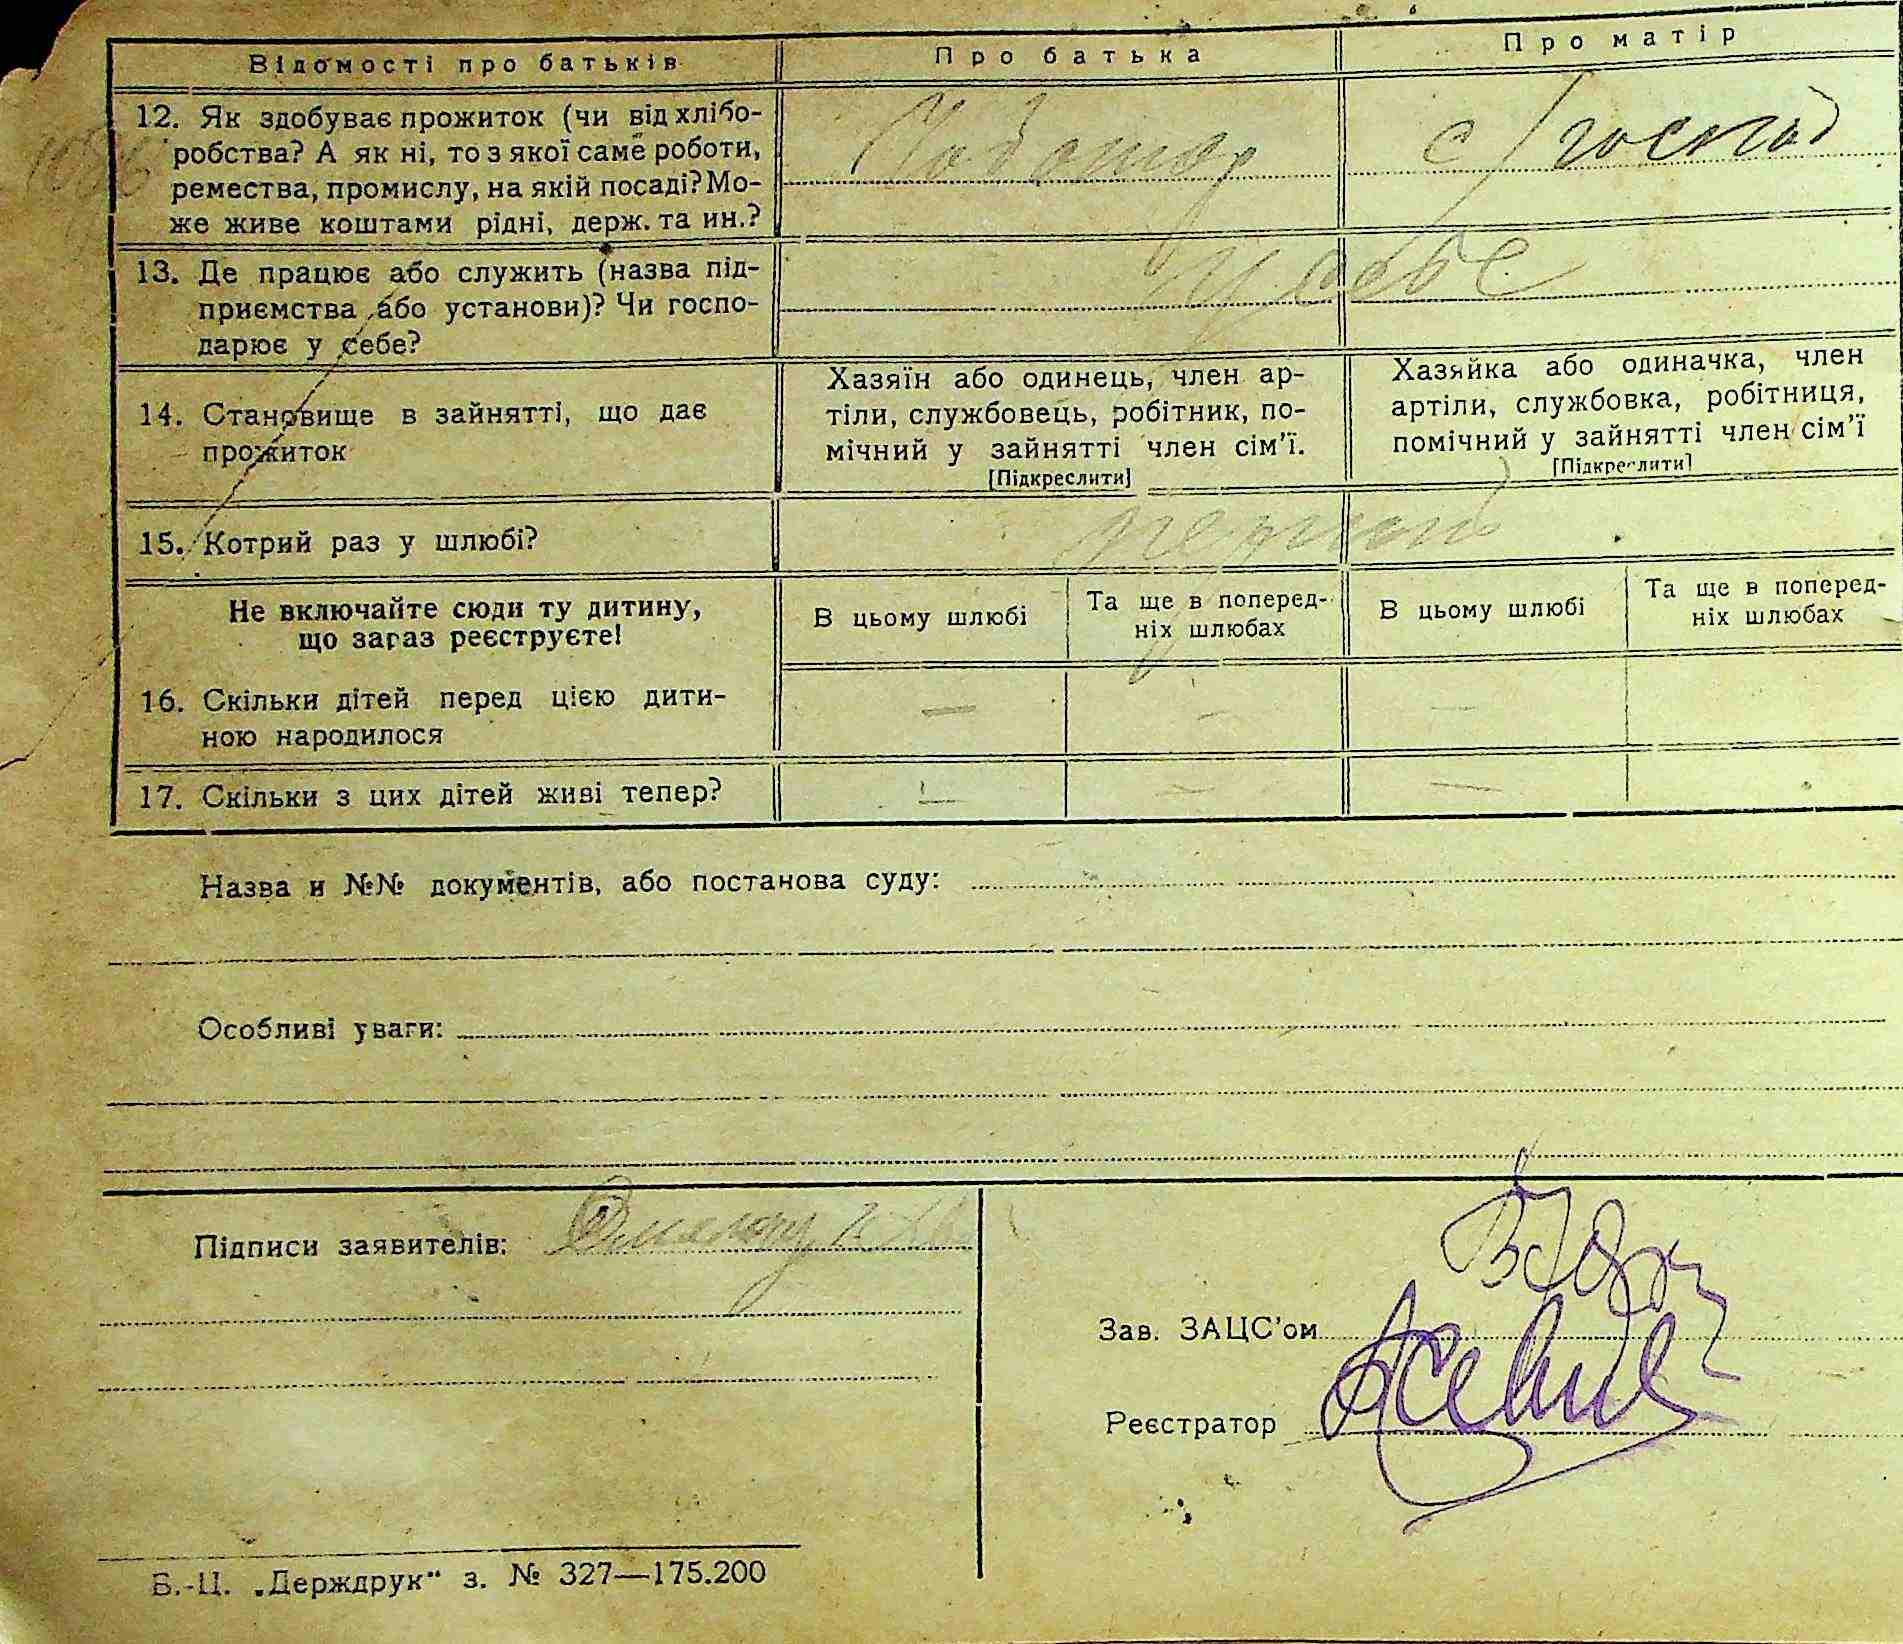 Відомості про батьків
Про батька
Про матір
12. Як здобуває прожиток (чи від хлібо-
робства? А як ні, то з якої саме роботи,
ремества, промислу, на якій посаді? Мо-
же живе коштами рідні, держ. та ин.?
с/господ
13. Де працює або служить (назва під-
приємства або установи)? Чи госпо-
дарює у себе?
у себе
14. Становище в зайнятті, що дає
прожиток
Хазяїн або одинець, член ар-
тіли, службовець, робітник, по-
мічний у зайнятті член сім'ї.
[Підкреслити]
Хазяйка або одиначка, член
артіли, службовка, робітниця,
помічний у зайнятті член сім'ї
[Підкреслити]
15. Котрий раз у шлюбі?
Не включайте сюди ту дитину,
що зараз реєструєте!
В цьому шлюбі
Та ще в поперед-
ніх шлюбах
В цьому шлюбі
Та ще в поперед-
ніх шлюбах
16. Скільки дітей перед цією дити-
ною народилося
— — —
17. Скільки з цих дітей живі тепер?
— — —
Назва и №№ документів, або постанова суду:
Особливі уваги:
Підписи заявителів:
Зав. ЗАЦС'ом
Реєстратор
Б.-Ц. „Держдрук" з. № 327—175.200